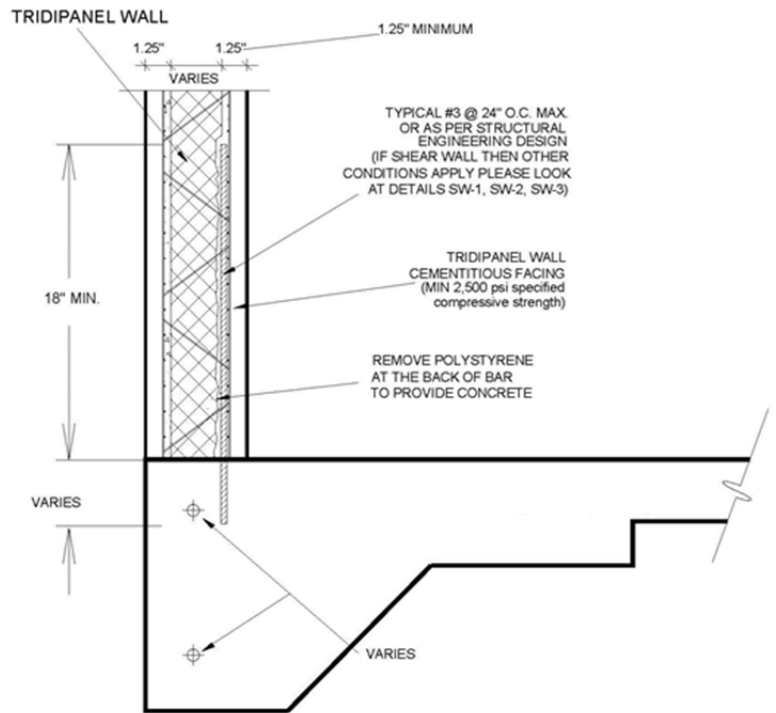 TRIDIPANEL WALL
1.25" 1.25"
1.25" MINIMUM
VARIES
TYPICAL #3 @ 24" O.C. MAX.
OR AS PER STRUCTURAL
ENGINEERING DESIGN
(IF SHEAR WALL THEN OTHER
CONDITIONS APPLY PLEASE LOOK
AT DETAILS SW-1, SW-2, SW-3)
TRIDIPANEL WALL
CEMENTITIOUS FACING
(MIN 2,500 psi specified
compressive strength)
18" MIN.
REMOVE POLYSTYRENE
AT THE BACK OF BAR
TO PROVIDE CONCRETE
VARIES
VARIES